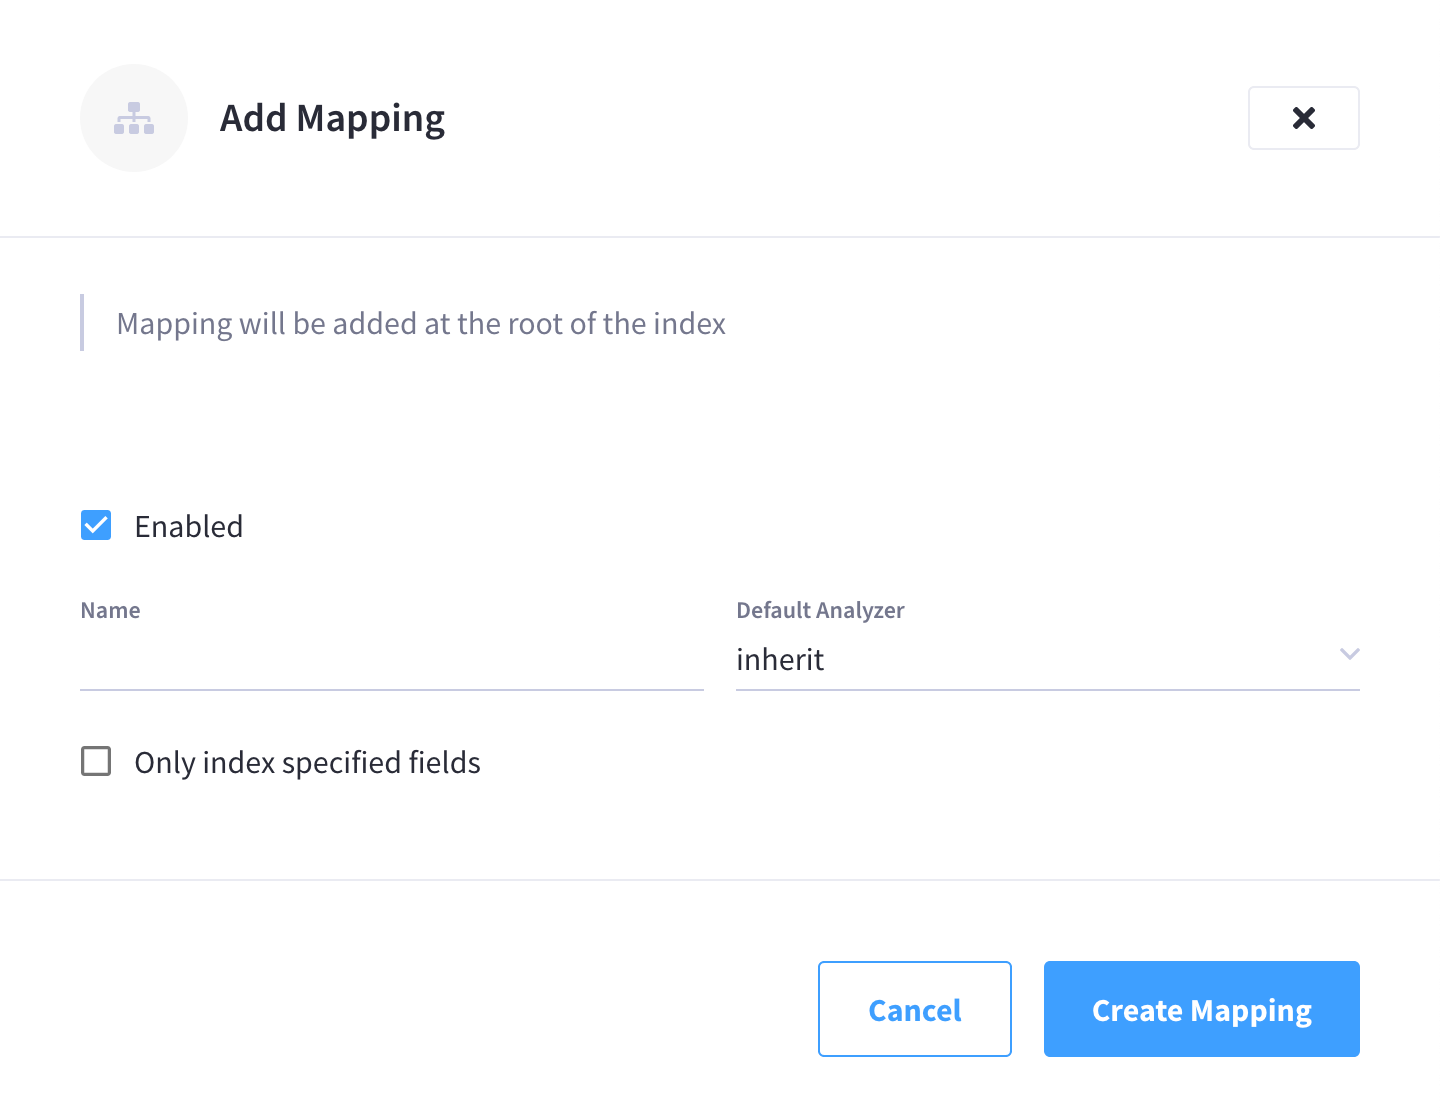 Add Mapping
Mapping will be added at the root of the index
Enabled
Name
Default Analyzer
inherit
Only index specified fields
Cancel
Create Mapping